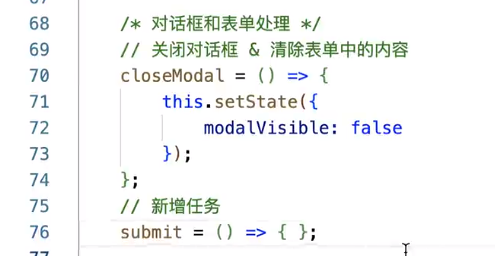 68 /* 对话框和表单处理 */
69 // 关闭对话框 & 清除表单中的内容
70 closeModal = () => {
71 this.setState({
72 modalVisible: false
73 });
74 };
75 // 新增任务
76 submit = () => { };